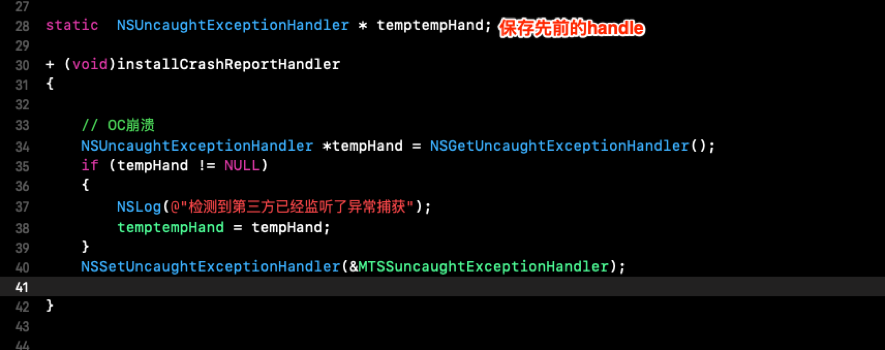 27
28 static  NSUncaughtExceptionHandler * temptempHand; 保存先前的handle
29
30 + (void)installCrashReportHandler
31 {
32
33     // OC崩溃
34     NSUncaughtExceptionHandler *tempHand = NSGetUncaughtExceptionHandler();
35     if (tempHand != NULL)
36     {
37         NSLog(@"检测到第三方已经监听了异常捕获");
38         temptempHand = tempHand;
39     }
40     NSSetUncaughtExceptionHandler(&MTSSuncaughtExceptionHandler);
41
42 }
43
44